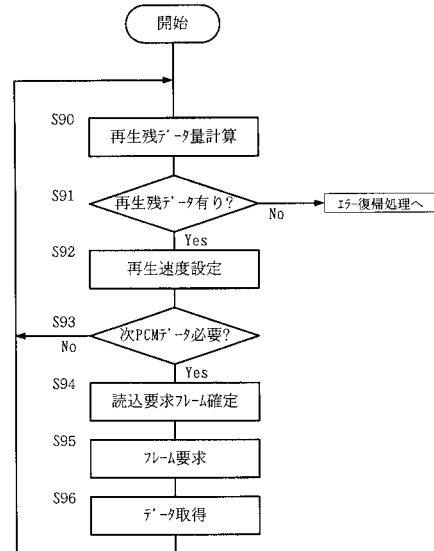 開始
S90
再生残ﾃﾞｰﾀ量計算
S91
再生残ﾃﾞｰﾀ有り?
No
ｴﾗｰ復帰処理へ
Yes
S92
再生速度設定
S93
次PCMﾃﾞｰﾀ必要?
No
Yes
S94
読込要求ﾌﾚｰﾑ確定
S95
ﾌﾚｰﾑ要求
S96
ﾃﾞｰﾀ取得